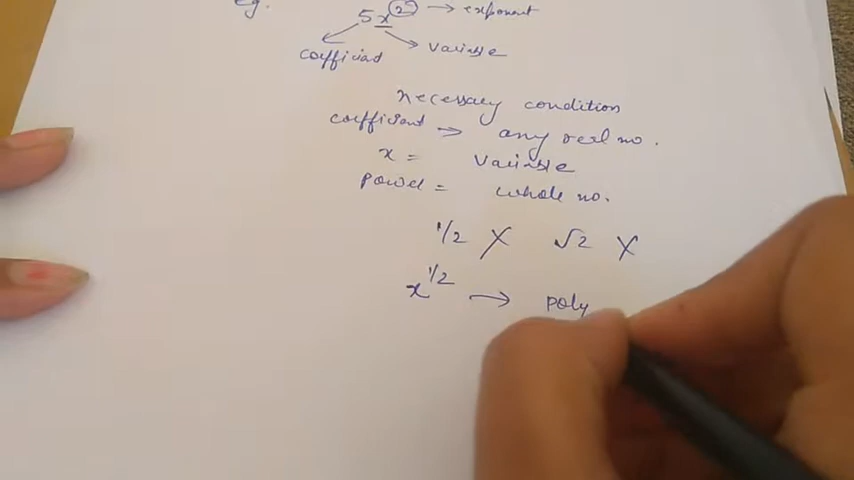 eg.
5x² → exponent
coefficient variable
necessary condition
coefficient → any real no.
x = variable
power = whole no.
1/2 X √2 X
x^1/2 → poly